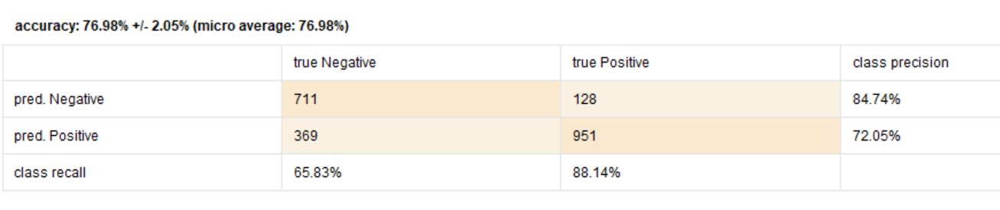 accuracy: 76.98% +/- 2.05% (micro average: 76.98%)
true Negative true Positive class precision
pred. Negative 711 128 84.74%
pred. Positive 369 951 72.05%
class recall 65.83% 88.14%